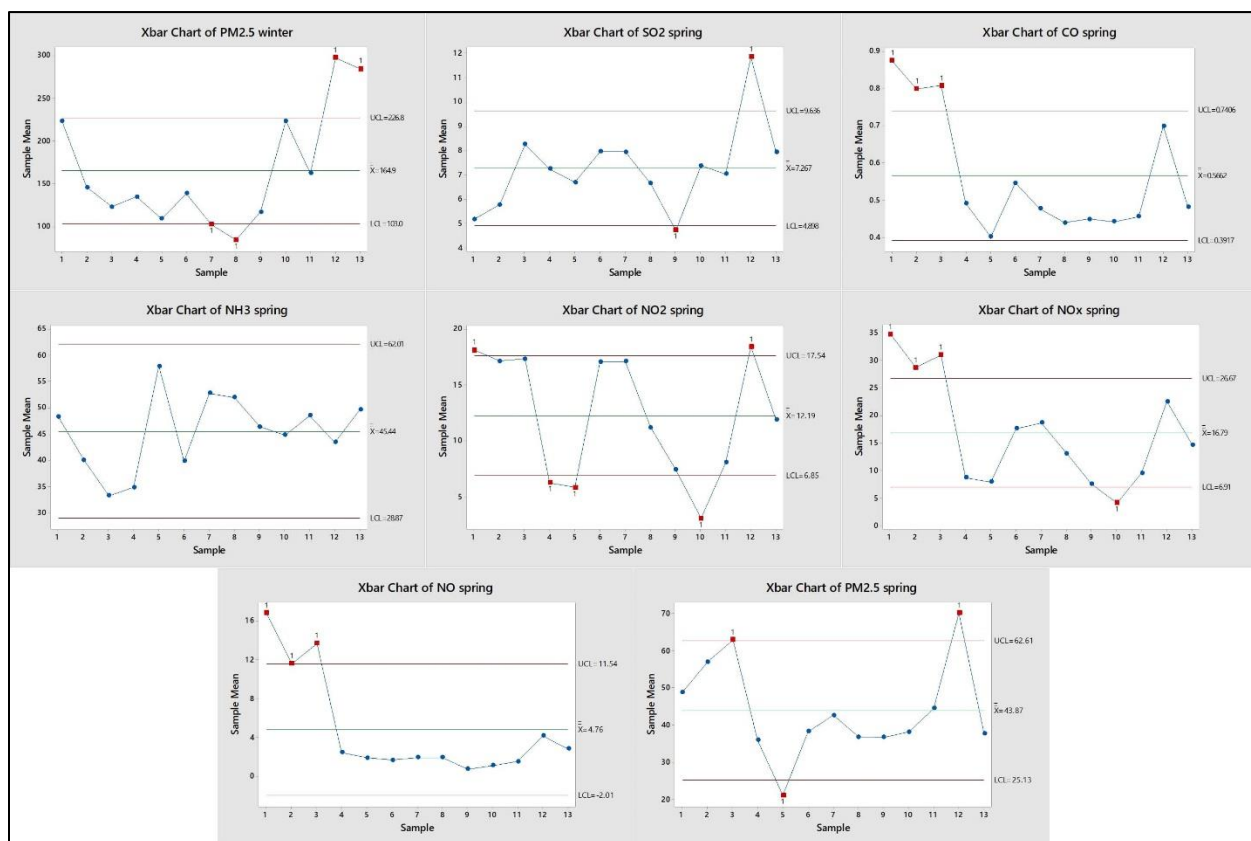 Xbar Chart of PM2.5 winter
1
1
300
250
UCL=226.8
200
Sample Mean
X=164.9
150
LCL=103.0
100
1
1
1 2 3 4 5 6 7 8 9 10 11 12 13
Sample
Xbar Chart of SO2 spring
1
12
11
10
UCL=9.636
9
8
Sample Mean
X=7.267
7
6
5
LCL=4.898
1
4
1 2 3 4 5 6 7 8 9 10 11 12 13
Sample
Xbar Chart of CO spring
0.9
1
1
1
0.8
UCL=0.7406
0.7
Sample Mean
0.6
X=0.5662
0.5
0.4
LCL=0.3917
1 2 3 4 5 6 7 8 9 10 11 12 13
Sample
Xbar Chart of NH3 spring
65
UCL=62.01
60
55
50
Sample Mean
X=45.44
45
40
35
30
LCL=28.87
1 2 3 4 5 6 7 8 9 10 11 12 13
Sample
Xbar Chart of NO2 spring
20
1
1
UCL=17.54
15
Sample Mean
X=12.19
10
LCL=6.85
1
1
5
1
1 2 3 4 5 6 7 8 9 10 11 12 13
Sample
Xbar Chart of NOx spring
1
1
1
35
30
UCL=26.67
25
20
Sample Mean
X=16.79
15
10
LCL=6.91
5
1
0
1 2 3 4 5 6 7 8 9 10 11 12 13
Sample
Xbar Chart of NO spring
1
1
1
16
12
UCL=11.54
8
Sample Mean
X=4.76
4
0
LCL=-2.01
1 2 3 4 5 6 7 8 9 10 11 12 13
Sample
Xbar Chart of PM2.5 spring
1
1
70
UCL=62.61
60
50
Sample Mean
X=43.87
40
30
LCL=25.13
20
1
1 2 3 4 5 6 7 8 9 10 11 12 13
Sample